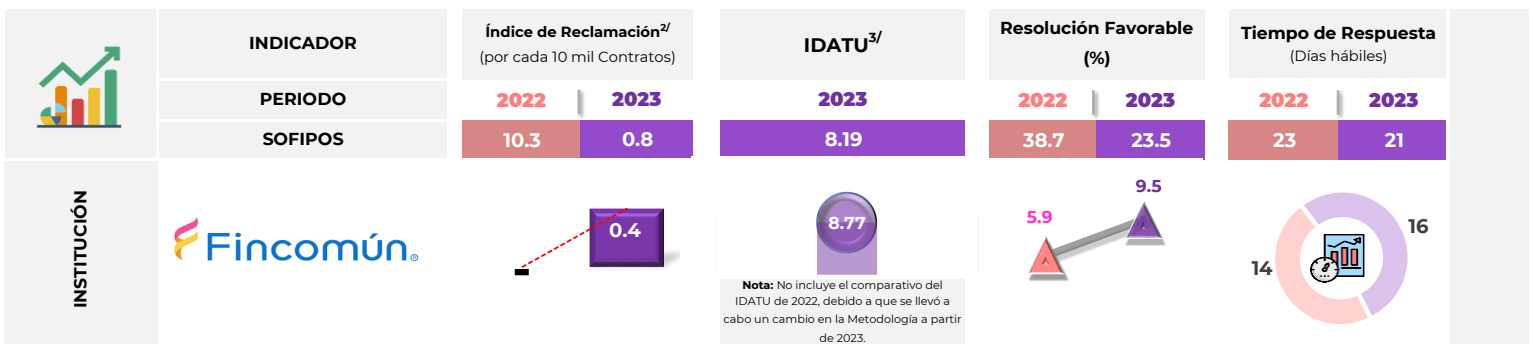 INDICADOR
Índice de Reclamación2/
(por cada 10 mil Contratos)
IDATU3/
Resolución Favorable
(%)
Tiempo de Respuesta
(Días hábiles)
PERIODO
2022
2023
2023
2022
2023
2022
2023
SOFIPOS
10.3
0.8
8.19
38.7
23.5
23
21
INSTITUCIÓN
Fincomún®
-
0.4
8.77
Nota: No incluye el comparativo del
IDATU de 2022, debido a que se llevó a
cabo un cambio en la Metodología a partir
de 2023.
5.9
9.5
14
16